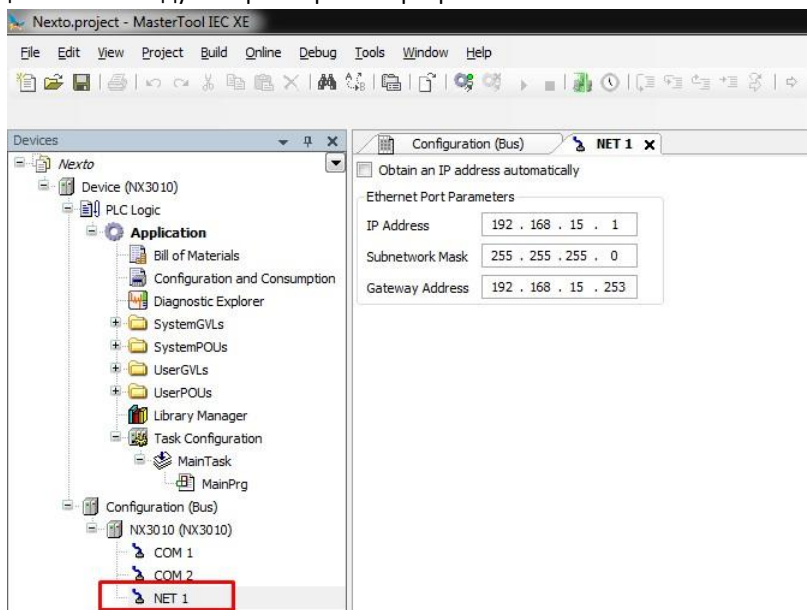 Nexto.project - MasterTool IEC XE
File Edit View Project Build Online Debug Tools Window Help
Devices
Nexto
Device (NX3010)
PLC Logic
Application
Bill of Materials
Configuration and Consumption
Diagnostic Explorer
SystemGVLs
SystemPOUs
UserGVLs
UserPOUs
Library Manager
Task Configuration
MainTask
MainPrg
Configuration (Bus)
NX3010 (NX3010)
COM 1
COM 2
NET 1
Configuration (Bus) NET 1 X
Obtain an IP address automatically
Ethernet Port Parameters
IP Address 192 . 168 . 15 . 1
Subnetwork Mask 255 . 255 . 255 . 0
Gateway Address 192 . 168 . 15 . 253